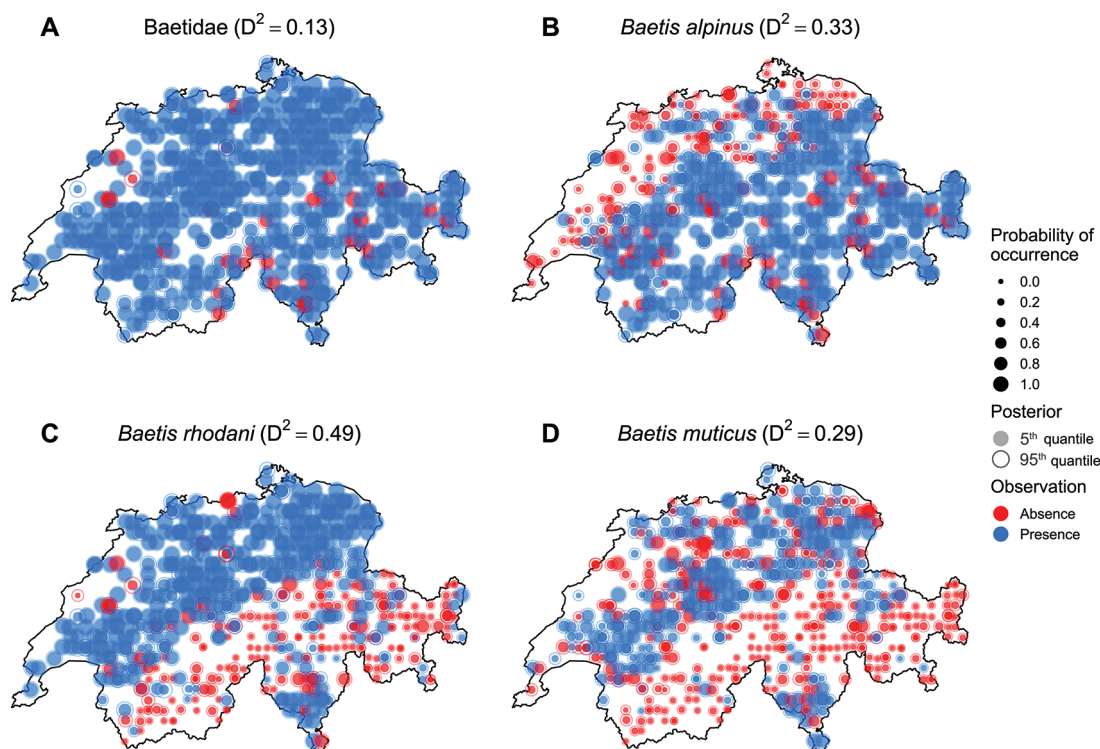 A Baetidae (D² = 0.13)
B Baetis alpinus (D² = 0.33)
C Baetis rhodani (D² = 0.49)
D Baetis muticus (D² = 0.29)
Probability of
occurrence
0.0
0.2
0.4
0.6
0.8
1.0
Posterior
5th quantile
95th quantile
Observation
Absence
Presence